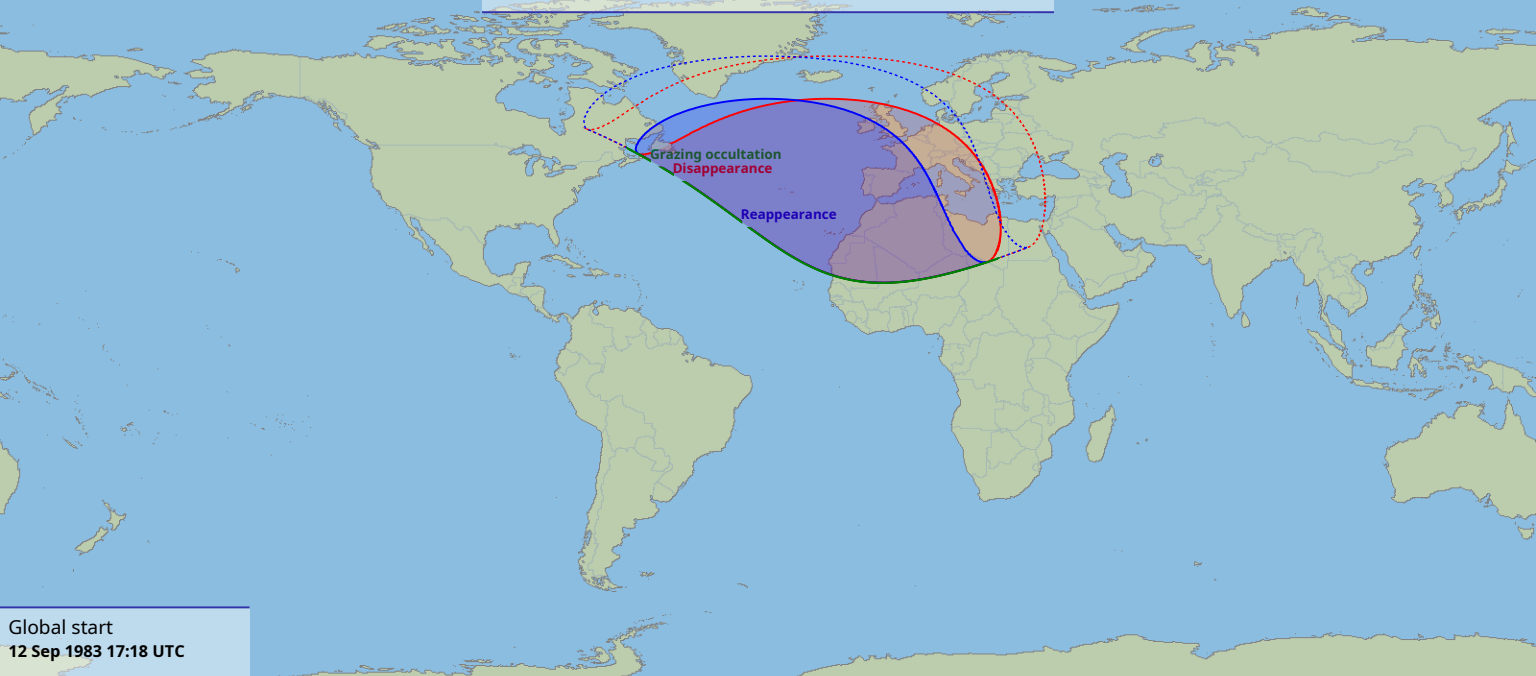 Grazing occultation
Disappearance
Reappearance
Global start
12 Sep 1983 17:18 UTC